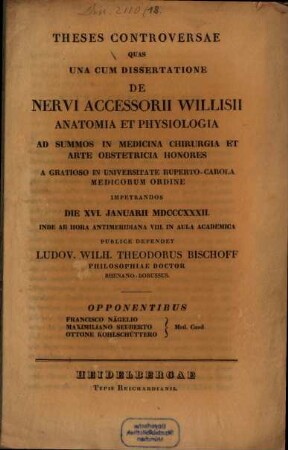 THESES CONTROVERSAE
QUAS
UNA CUM DISSERTATIONE
DE
NERVI ACCESSORII WILLISII
ANATOMIA ET PHYSIOLOGIA
AD SUMMOS IN MEDICINA CHIRURGIA ET
ARTE OBSTETRICIA HONORES
A GRATIOSO IN UNIVERSITATE RUPERTO-CAROLA
MEDICORUM ORDINE
IMPETRANDOS
DIE XVI. JANUARII MDCCCXXXII.
INDE AB HORA ANTIMERIDIANA VIII. IN AULA ACADEMICA
PUBLICE DEFENDET
LUDOV. WILH. THEODORUS BISCHOFF
PHILOSOPHIAE DOCTOR
RHENANO-BORUSSUS.
OPPONENTIBUS
FRANCISCO NÄGELIO
MAXIMILIANO SEUBERTO
OTTONE KOHLSCHÜTTERO
Med. Cand.
HEIDELBERGAE
TYPIS REICHARDIANIS.